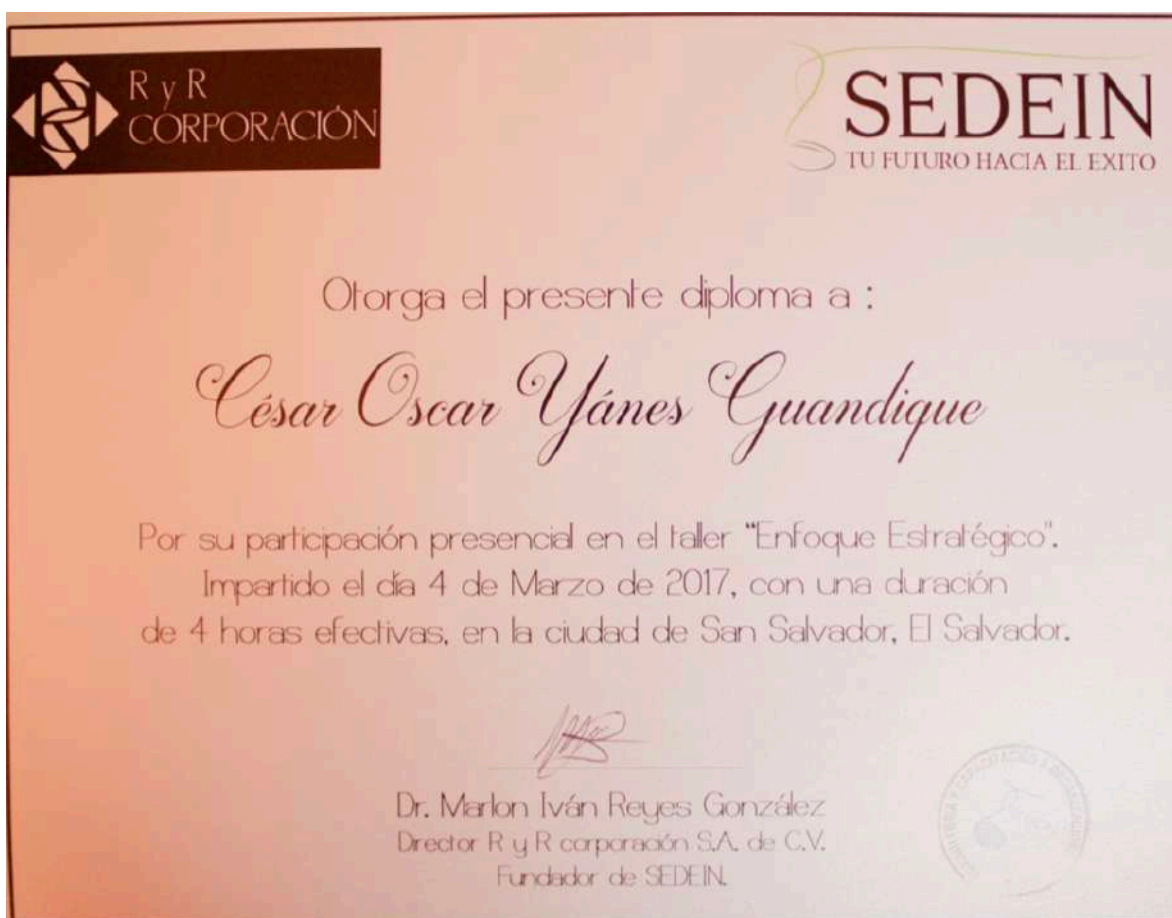 R y R
CORPORACIÓN
SEDEIN
TU FUTURO HACIA EL EXITO
Otorga el presente diploma a :
César Oscar Yánes Guandique
Por su participación presencial en el taller "Enfoque Estratégico".
Impartido el día 4 de Marzo de 2017, con una duración
de 4 horas efectivas, en la ciudad de San Salvador, El Salvador.
Dr. Marlon Iván Reyes González
Director R y R corporación S.A. de C.V.
Fundador de SEDEIN.